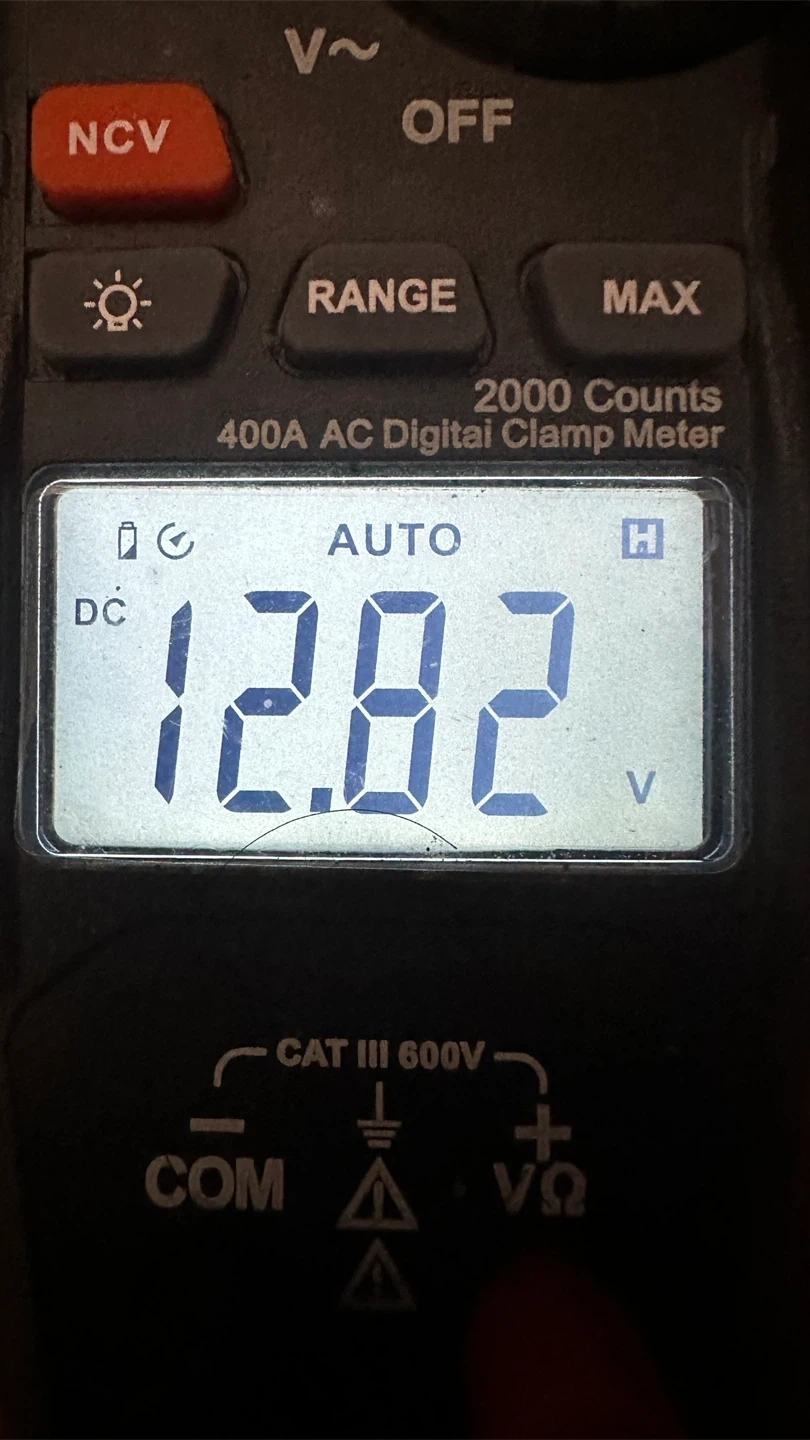 V~
OFF
NCV
RANGE MAX
2000 Counts
400A AC Digital Clamp Meter
AUTO H
DC 12.82 V
CAT III 600V
− +
COM VΩ